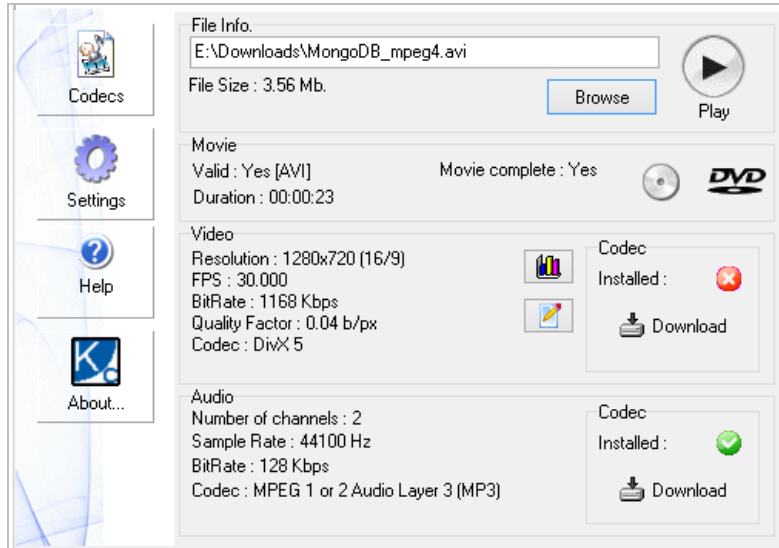 Codecs
Settings
Help
About...
File Info.
E:\Downloads\MongoDB_mpeg4.avi
File Size : 3.56 Mb.
Browse
Play
Movie
Valid : Yes [AVI]
Movie complete : Yes
Duration : 00:00:23
DVD
Video
Resolution : 1280x720 (16/9)
FPS : 30.000
BitRate : 1168 Kbps
Quality Factor : 0.04 b/px
Codec : DivX 5
Codec
Installed :
Download
Audio
Number of channels : 2
Sample Rate : 44100 Hz
BitRate : 128 Kbps
Codec : MPEG 1 or 2 Audio Layer 3 (MP3)
Codec
Installed :
Download